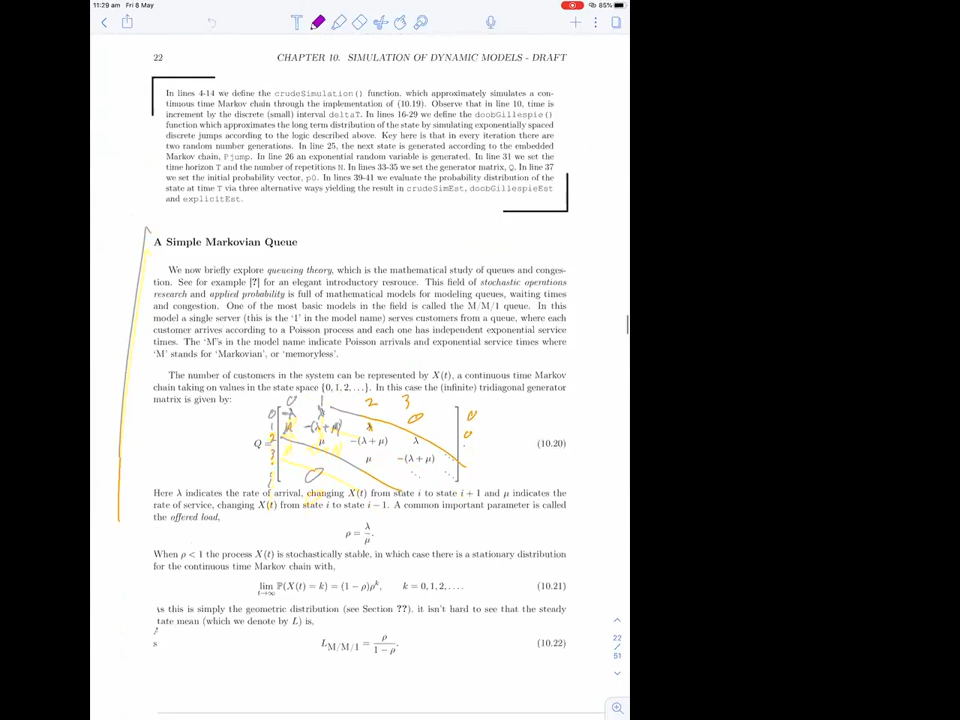 11:29 am Fri 8 May
85%
T
22
CHAPTER 10. SIMULATION OF DYNAMIC MODELS - DRAFT
In lines 4-14 we define the crudeSimulation() function, which approximately simulates a con-
tinuous time Markov chain through the implementation of (10.19). Observe that in line 10, time is
increment by the discrete (small) interval deltaT. In lines 16-29 we define the doobGillespie()
function which approximates the long term distribution of the state by simulating exponentially spaced
discrete jumps according to the logic described above. Key here is that in every iteration there are
two random number generations. In line 25, the next state is generated according to the embedded
Markov chain, Pjump. In line 26 an exponential random variable is generated. In line 31 we set the
time horizon T and the number of repetitions N. In lines 33-35 we set the generator matrix, Q. In line 37
we set the initial probability vector, p0. In lines 39-41 we evaluate the probability distribution of the
state at time T via three alternative ways yielding the result in crudeSimEst, doobGillespieEst
and explicitEst.
A Simple Markovian Queue
We now briefly explore queueing theory, which is the mathematical study of queues and conges-
tion. See for example [?] for an elegant introductory resrouce. This field of stochastic operations
research and applied probability is full of mathematical models for modeling queues, waiting times
and congestion. One of the most basic models in the field is called the M/M/1 queue. In this
model a single server (this is the '1' in the model name) serves customers from a queue, where each
customer arrives according to a Poisson process and each one has independent exponential service
times. The 'M's in the model name indicate Poisson arrivals and exponential service times where
'M' stands for 'Markovian', or 'memoryless'.
The number of customers in the system can be represented by X(t), a continuous time Markov
chain taking on values in the state space {0, 1, 2, . . .}. In this case the (infinite) tridiagonal generator
matrix is given by:
0 1 2 3
0 -λ λ 0 0
1 μ -(λ+μ) λ 0
Q = 2 μ −(λ + μ) λ (10.20)
3 μ −(λ + μ)
0
Here λ indicates the rate of arrival, changing X(t) from state i to state i + 1 and μ indicates the
rate of service, changing X(t) from state i to state i − 1. A common important parameter is called
the offered load,
ρ = λ/μ.
When ρ < 1 the process X(t) is stochastically stable, in which case there is a stationary distribution
for the continuous time Markov chain with,
lim t→∞ P(X(t) = k) = (1 − ρ)ρ^k, k = 0, 1, 2, . . . . (10.21)
As this is simply the geometric distribution (see Section ??), it isn't hard to see that the steady
tate mean (which we denote by L) is,
s L_M/M/1 = ρ/(1 − ρ). (10.22)
22
/
51